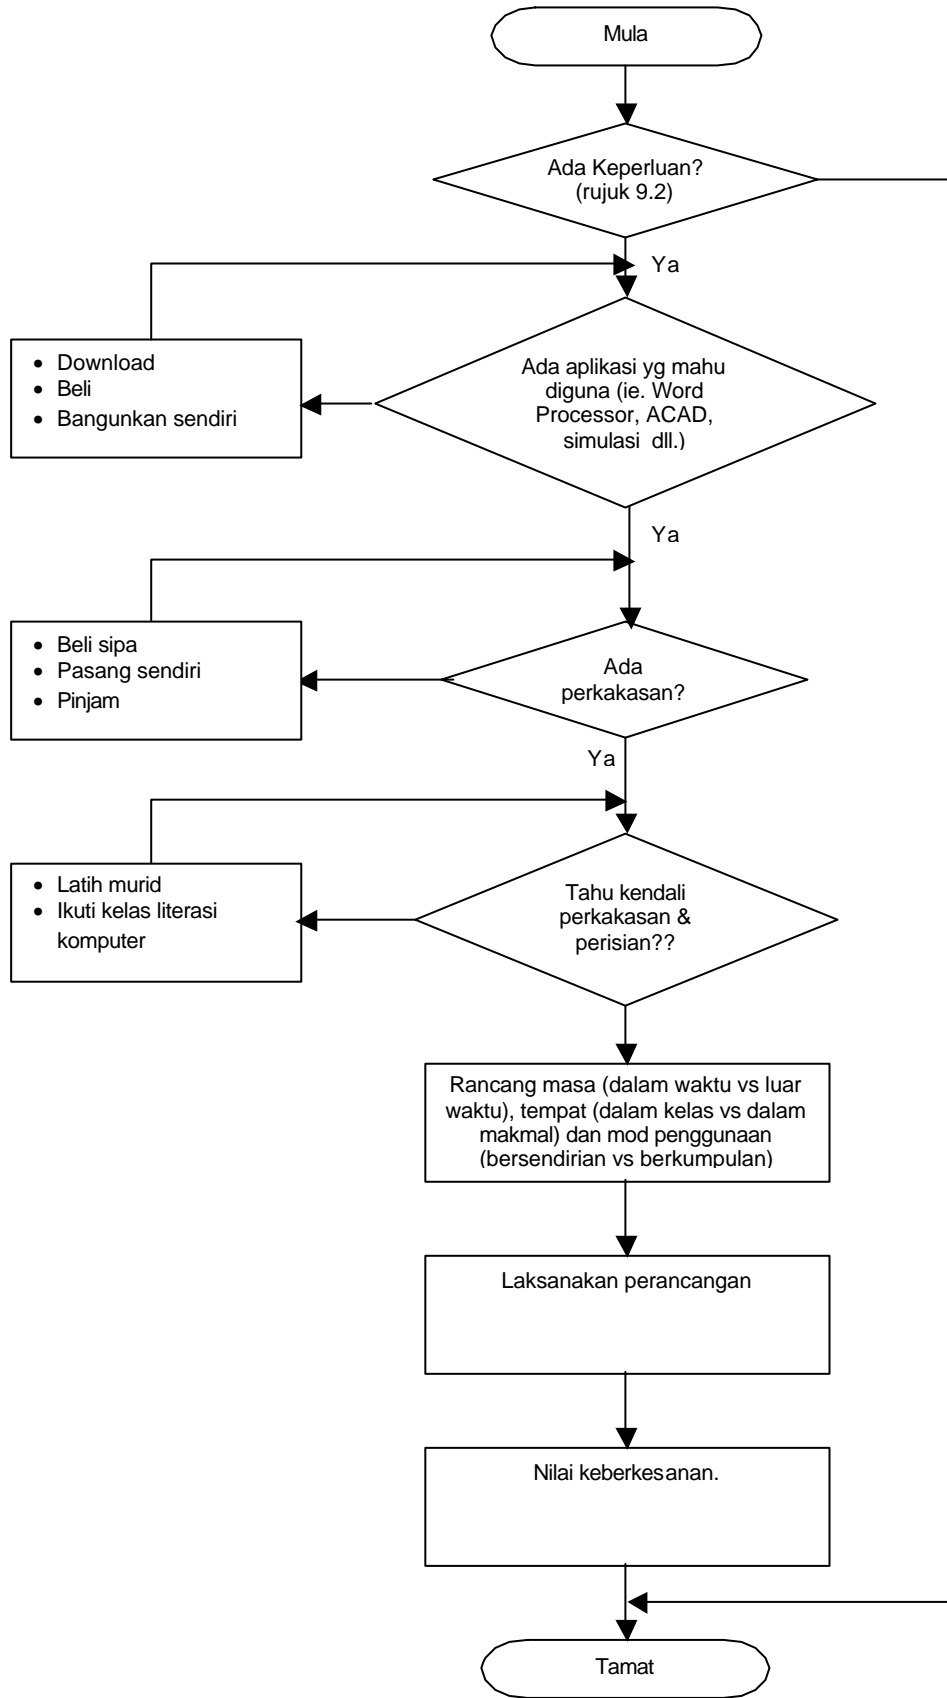 Mula
Ada Keperluan?
(rujuk 9.2)
Ya
• Download
• Beli
• Bangunkan sendiri
Ada aplikasi yg mahu
diguna (ie. Word
Processor, ACAD,
simulasi dll.)
Ya
• Beli sipa
• Pasang sendiri
• Pinjam
Ada
perkakasan?
Ya
• Latih murid
• Ikuti kelas literasi
komputer
Tahu kendali
perkakasan &
perisian??
Rancang masa (dalam waktu vs luar
waktu), tempat (dalam kelas vs dalam
makmal) dan mod penggunaan
(bersendirian vs berkumpulan)
Laksanakan perancangan
Nilai keberkesanan.
Tamat